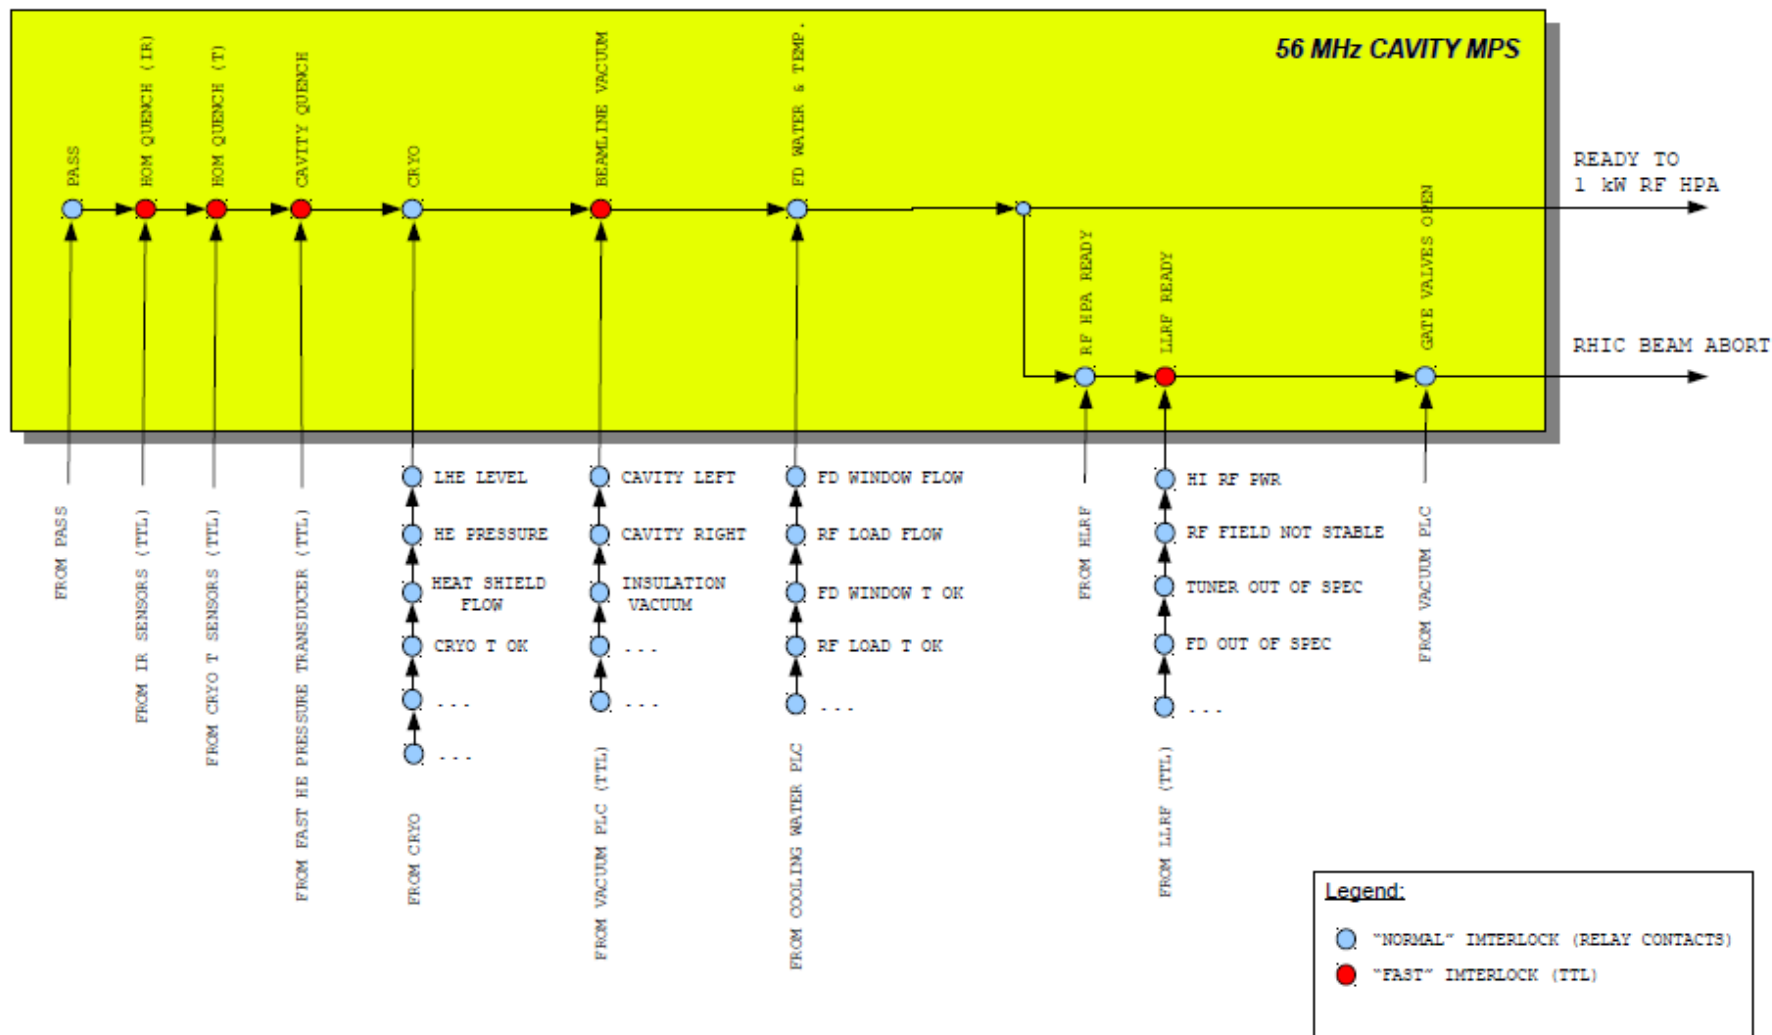 56 MHz CAVITY MPS
PASS
HOM QUENCH (IR)
HOM QUENCH (T)
CAVITY QUENCH
CRYO
BEAMLINE VACUUM
FD WATER & TEMP.
READY TO
1 kW RF HPA
RF HPA READY
LLRF READY
GATE VALVES OPEN
RHIC BEAM ABORT
FROM PASS
FROM IR SENSORS (TTL)
FROM CRYO T SENSORS (TTL)
FROM FAST HE PRESSURE TRANSDUCER (TTL)
LHE LEVEL
HE PRESSURE
HEAT SHIELD
FLOW
CRYO T OK
...
...
FROM CRYO
CAVITY LEFT
CAVITY RIGHT
INSULATION
VACUUM
...
...
FROM VACUUM PLC (TTL)
FD WINDOW FLOW
RF LOAD FLOW
FD WINDOW T OK
RF LOAD T OK
...
FROM COOLING WATER PLC
FROM HLRF
HI RF PWR
RF FIELD NOT STABLE
TUNER OUT OF SPEC
FD OUT OF SPEC
...
FROM LLRF (TTL)
FROM VACUUM PLC
Legend:
"NORMAL" IMTERLOCK (RELAY CONTACTS)
"FAST" IMTERLOCK (TTL)